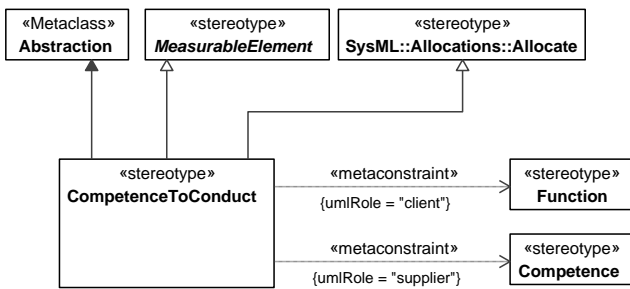 «Metaclass»
Abstraction
«stereotype»
MeasurableElement
«stereotype»
SysML::Allocations::Allocate
«stereotype»
CompetenceToConduct
«metaconstraint»
{umlRole = "client"}
«stereotype»
Function
«metaconstraint»
{umlRole = "supplier"}
«stereotype»
Competence